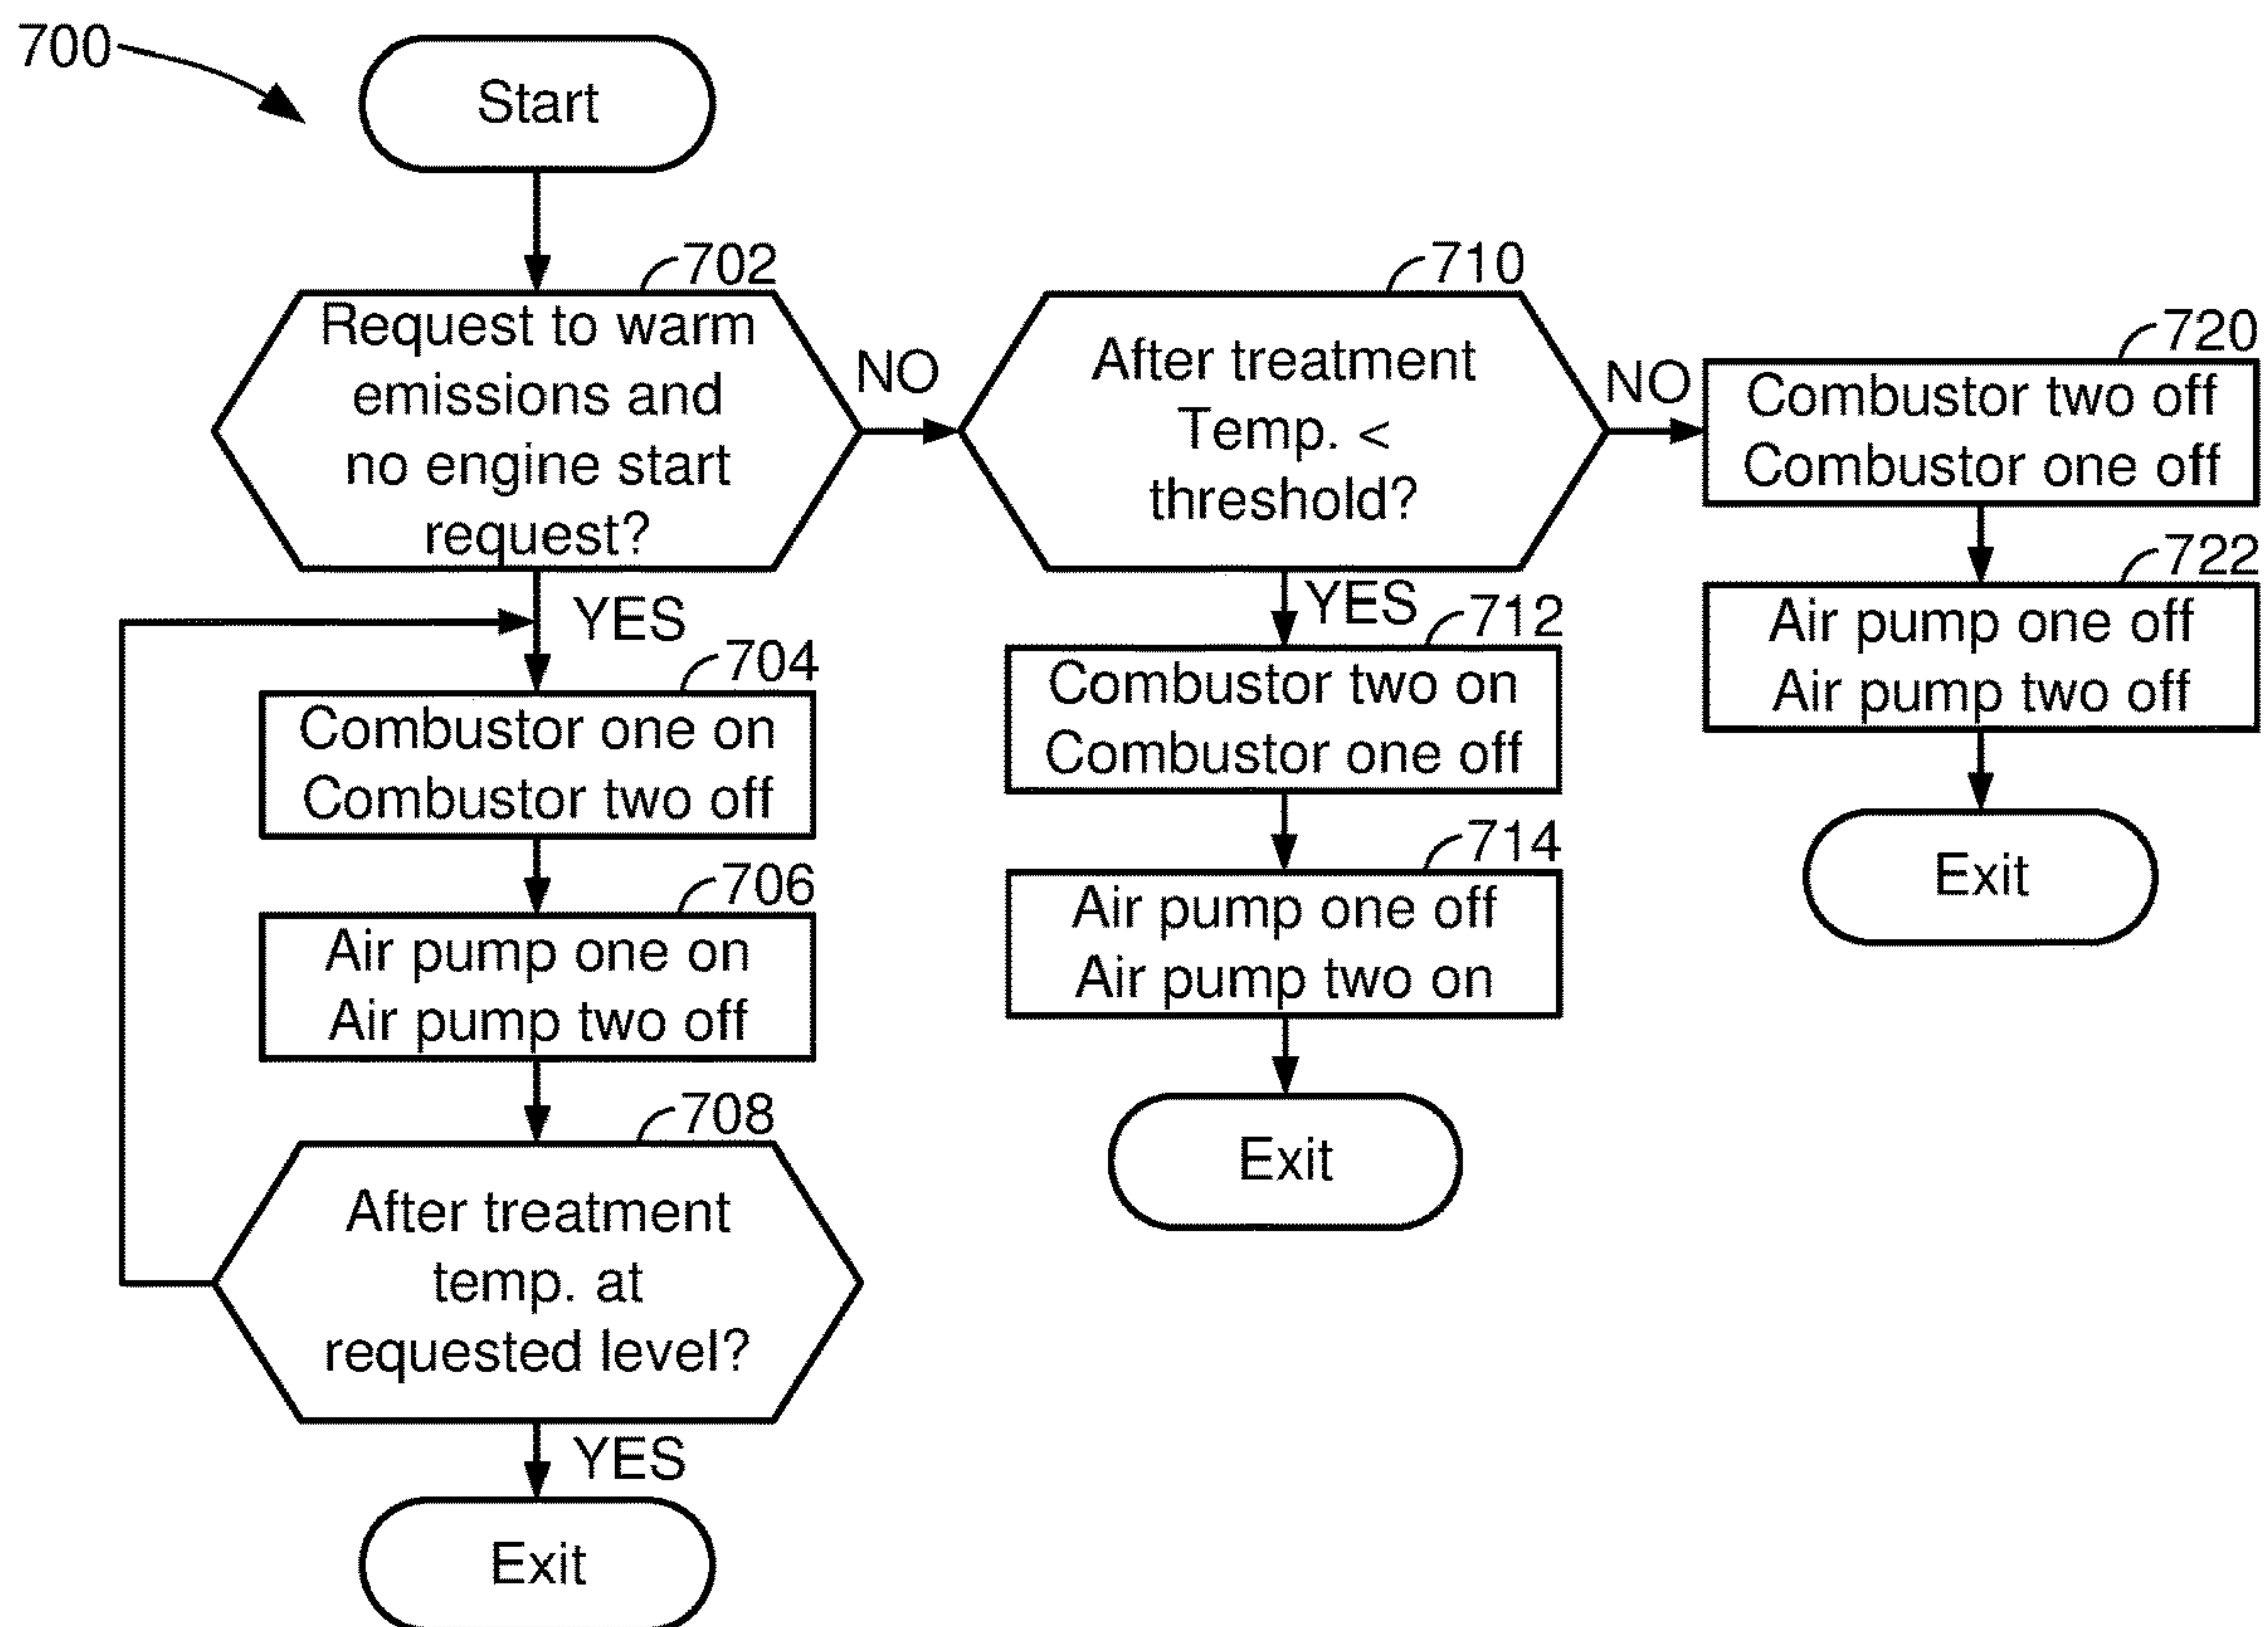 700
Start
702
Request to warm
emissions and
no engine start
request?
NO
YES
704
Combustor one on
Combustor two off
706
Air pump one on
Air pump two off
708
After treatment
temp. at
requested level?
YES
Exit
710
After treatment
Temp. <
threshold?
NO
YES
712
Combustor two on
Combustor one off
714
Air pump one off
Air pump two on
Exit
720
Combustor two off
Combustor one off
722
Air pump one off
Air pump two off
Exit